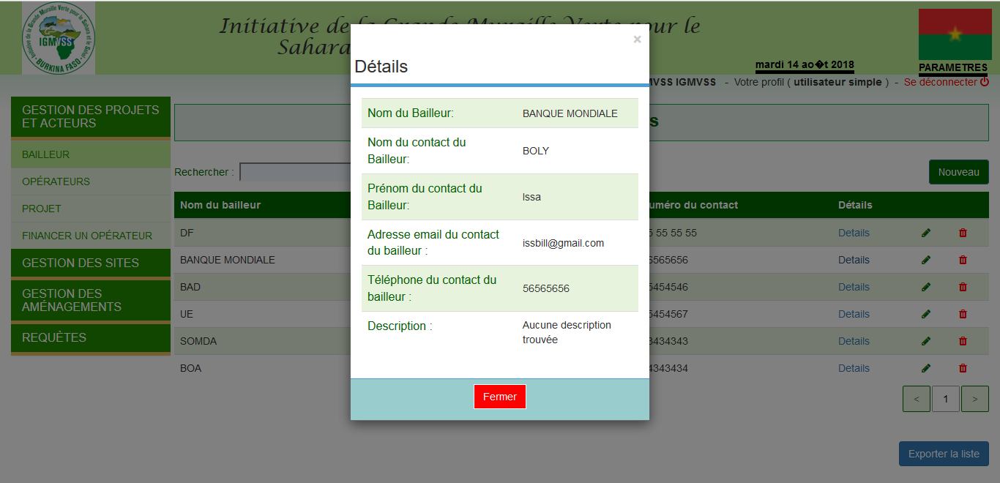 Initiative de la Grande Muraille Verte pour le
Sahara
IGMVSS
BURKINA FASO
mardi 14 ao�t 2018
PARAMETRES
MVSS IGMVSS - Votre profil ( utilisateur simple ) - Se déconnecter
GESTION DES PROJETS
ET ACTEURS
BAILLEUR
OPÉRATEURS
PROJET
FINANCER UN OPÉRATEUR
GESTION DES SITES
GESTION DES
AMÉNAGEMENTS
REQUÊTES
s
Rechercher :
Nouveau
Nom du bailleur
uméro du contact
Détails
DF
5 55 55 55
Details
BANQUE MONDIALE
6565656
Details
BAD
5454546
Details
UE
5454567
Details
SOMDA
3434343
Details
BOA
4343434
Details
< 1 >
Exporter la liste
×
Détails
Nom du Bailleur: BANQUE MONDIALE
Nom du contact du
Bailleur:
BOLY
Prénom du contact du
Bailleur:
Issa
Adresse email du contact
du bailleur :
issbill@gmail.com
Téléphone du contact du
bailleur :
56565656
Description :
Aucune description
trouvée
Fermer